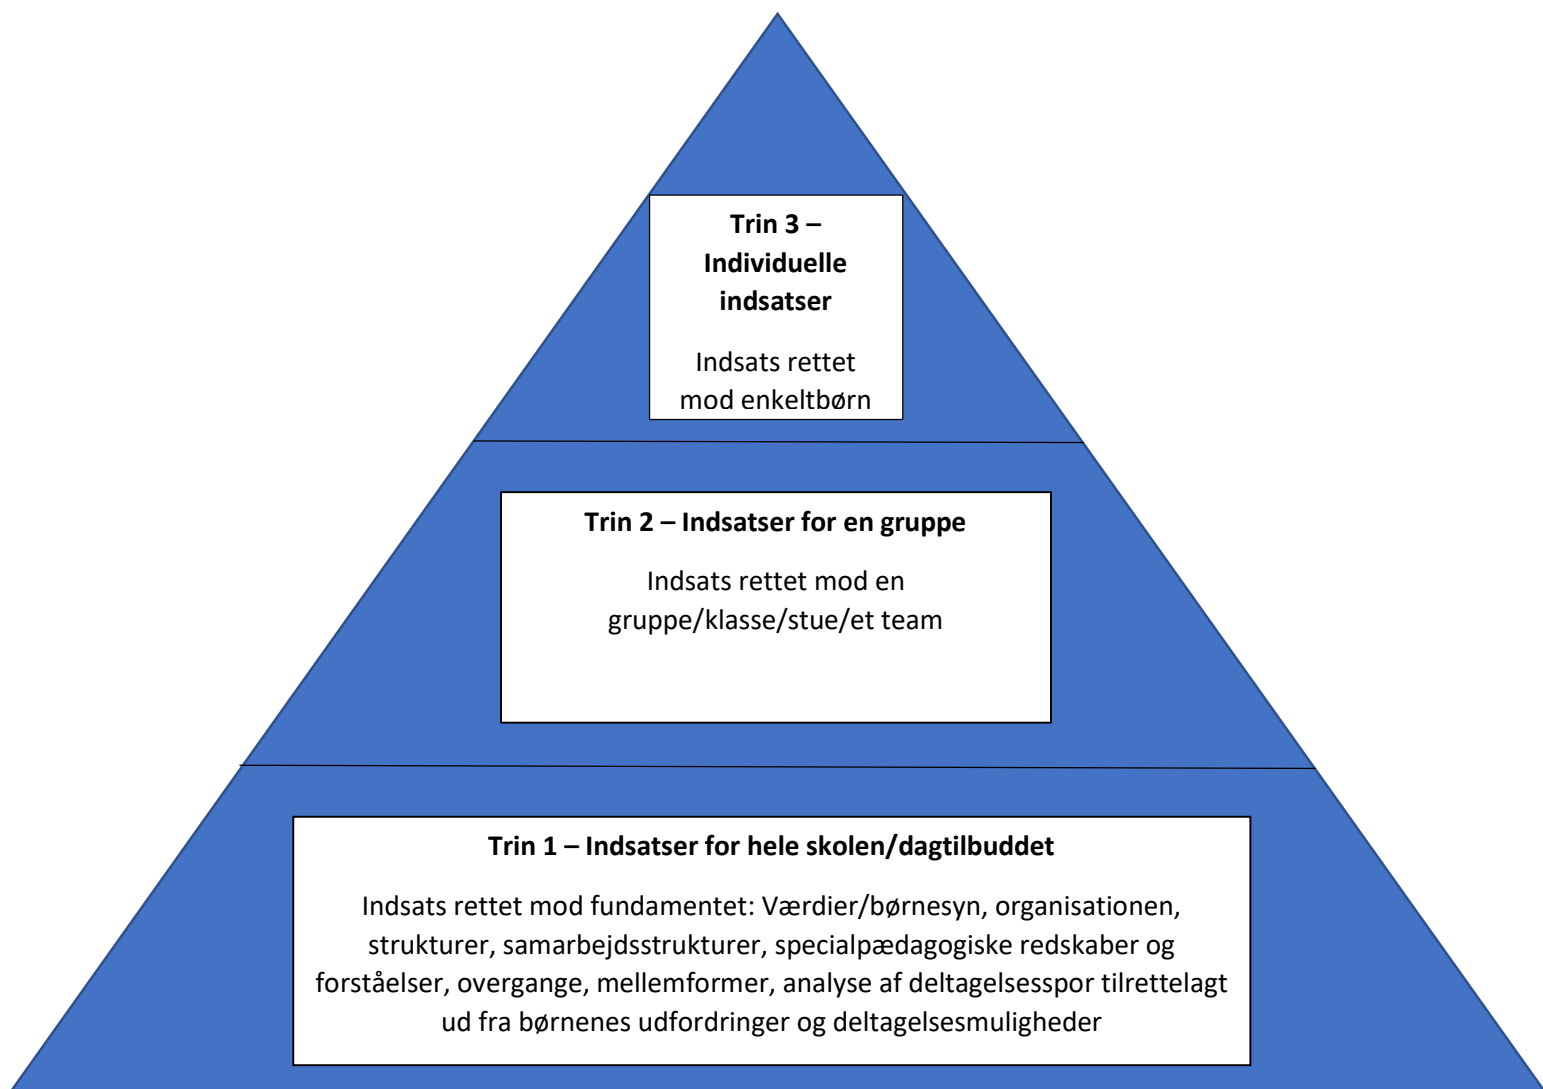 Trin 3 –
Individuelle
indsatser
Indsats rettet
mod enkeltbørn
Trin 2 – Indsatser for en gruppe
Indsats rettet mod en
gruppe/klasse/stue/et team
Trin 1 – Indsatser for hele skolen/dagtilbuddet
Indsats rettet mod fundamentet: Værdier/børnesyn, organisationen,
strukturer, samarbejdsstrukturer, specialpædagogiske redskaber og
forståelser, overgange, mellemformer, analyse af deltagelsesspor tilrettelagt
ud fra børnenes udfordringer og deltagelsesmuligheder